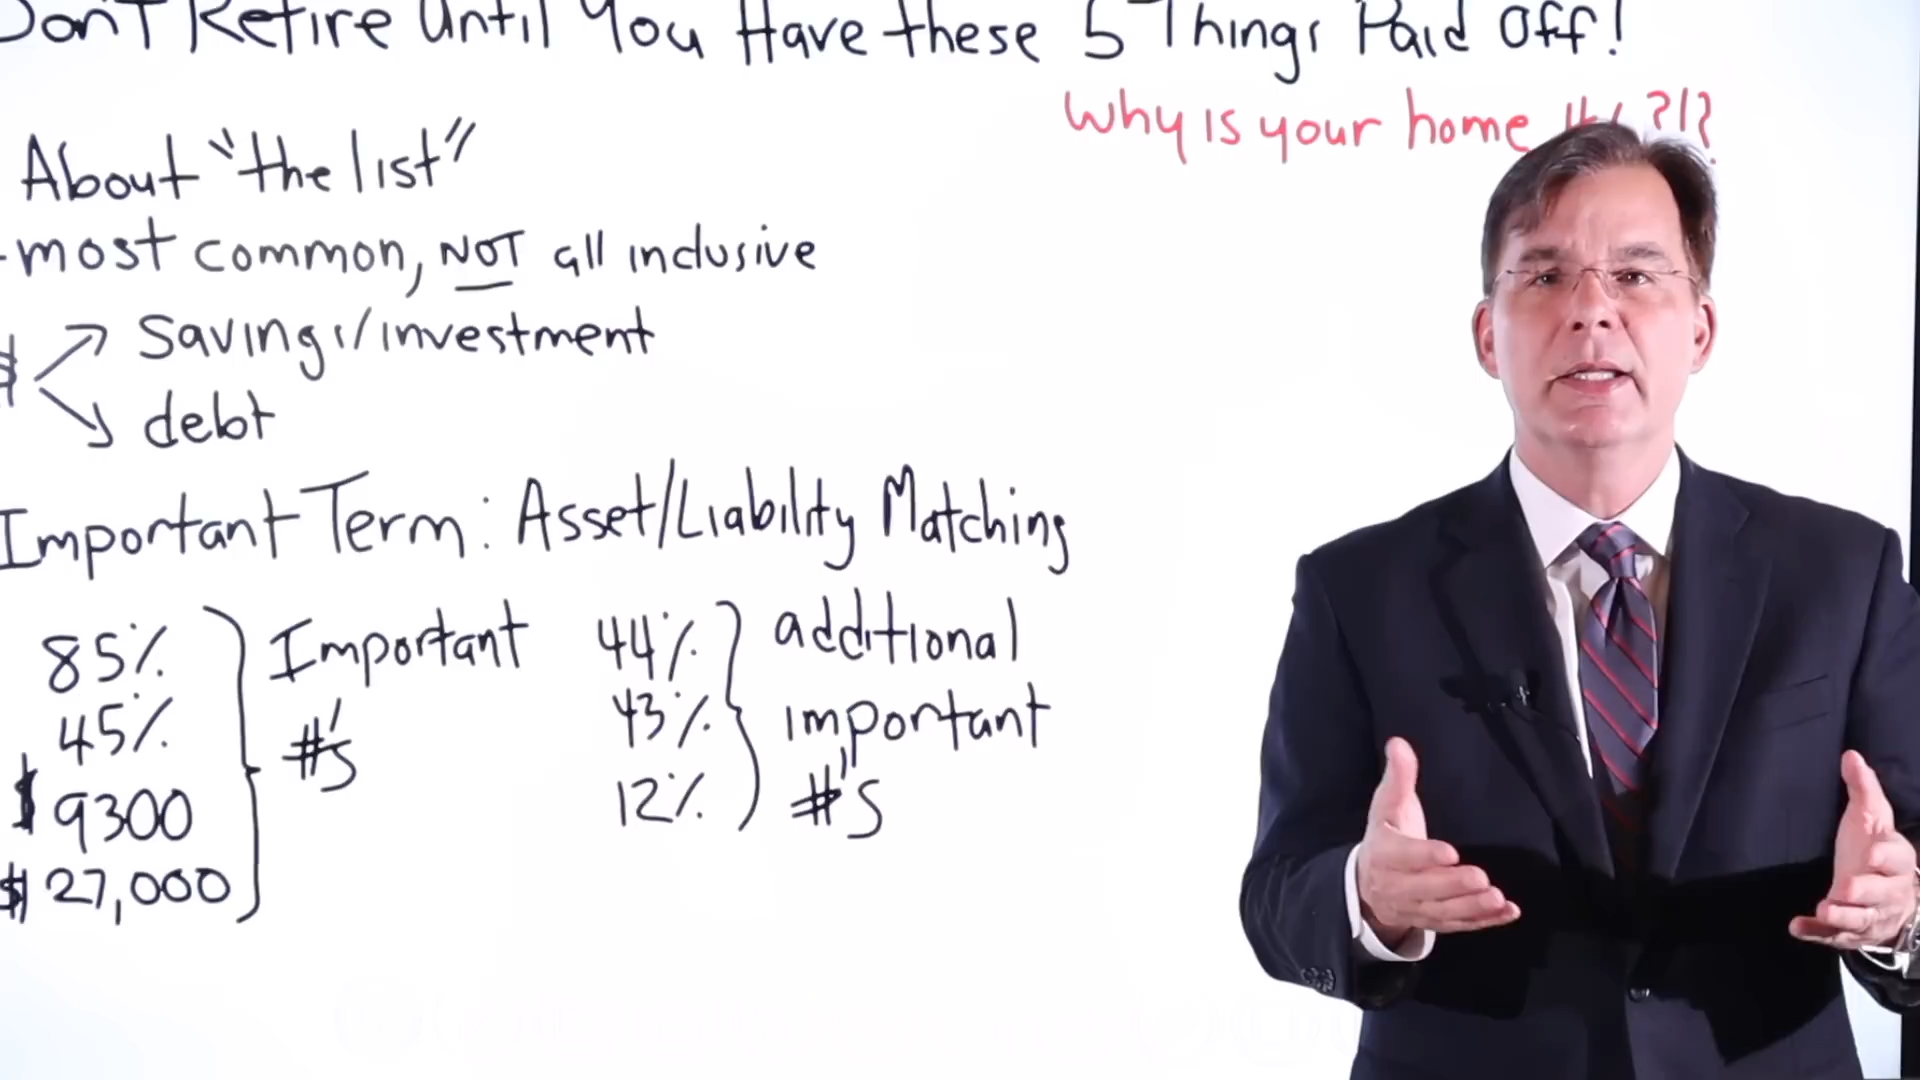 Don't Retire Until You Have these 5 Things Paid Off!
Why is your home ?!?
About "the list"
- most common, NOT all inclusive
$ Savings/investment
debt
Important Term: Asset/Liability Matching
85%
45%
$9300
$27,000
Important
#'s
44%
43%
12%
additional
important
#'s